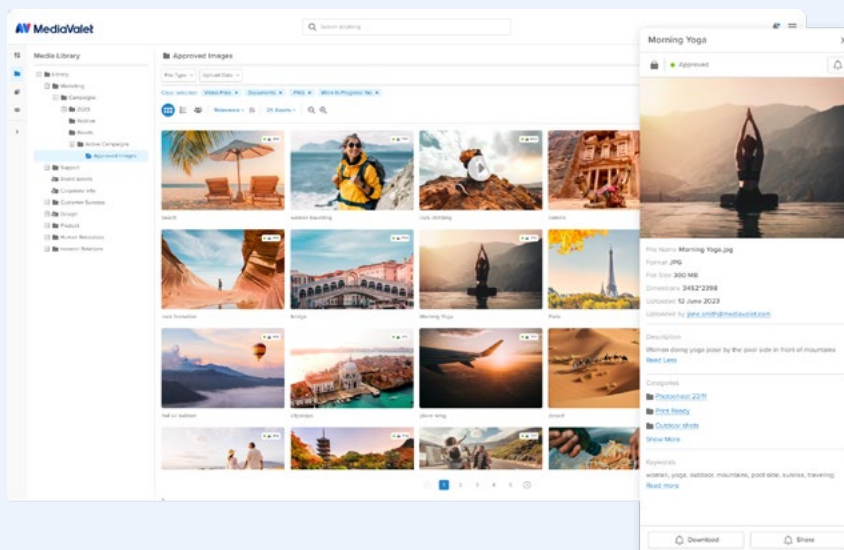 MediaValet
Search anything
Media Library
Library
Marketing
Campaigns
2023
Archive
Assets
Active Campaigns
Approved Images
Support
Brand Assets
Corporate Info
Customer Success
Design
Product
Human Resources
Investor Relations
Approved Images
File Type
Upload Date
Clear selection
Video Files ×
Documents ×
.PNG ×
Work In Progress: No ×
Relevance
25 Assets
beach
rock climbing
rock formation
bridge
Morning Yoga
Paris
hot air balloon
cityscape
plane wing
desert
1 2 3 4 5
Morning Yoga
Approved
File Name Morning Yoga.jpg
Format JPG
File Size 300 MB
Dimensions 3452*2398
Uploaded 12 June 2023
Uploaded by jane.smith@mediavalet.com
Description
Woman doing yoga pose by the pool side in front of mountains
Read Less
Categories
Photoshoot 23/11
Print Ready
Outdoor shots
Show More
Keywords
woman, yoga, outdoor, mountains, pool side, sunrise, traveling
Read more
Download
Share